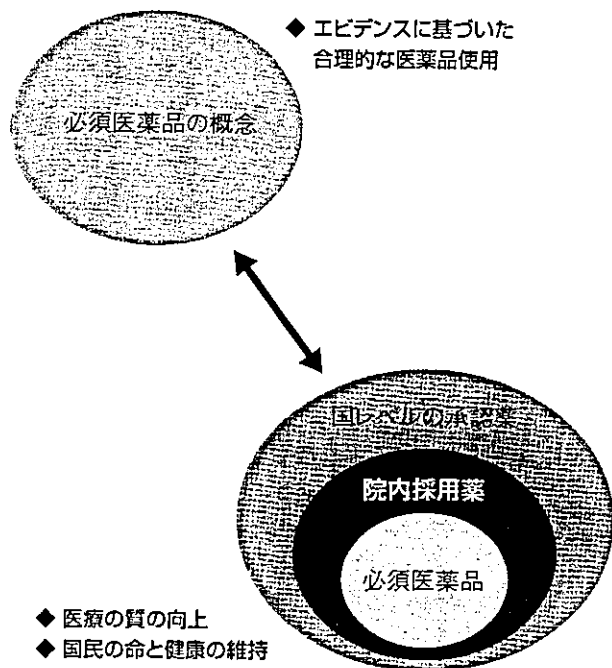 ◆ エビデンスに基づいた
合理的な医薬品使用
必須医薬品の概念
国レベルの承認薬
院内採用薬
必須医薬品
◆ 医療の質の向上
◆ 国民の命と健康の維持